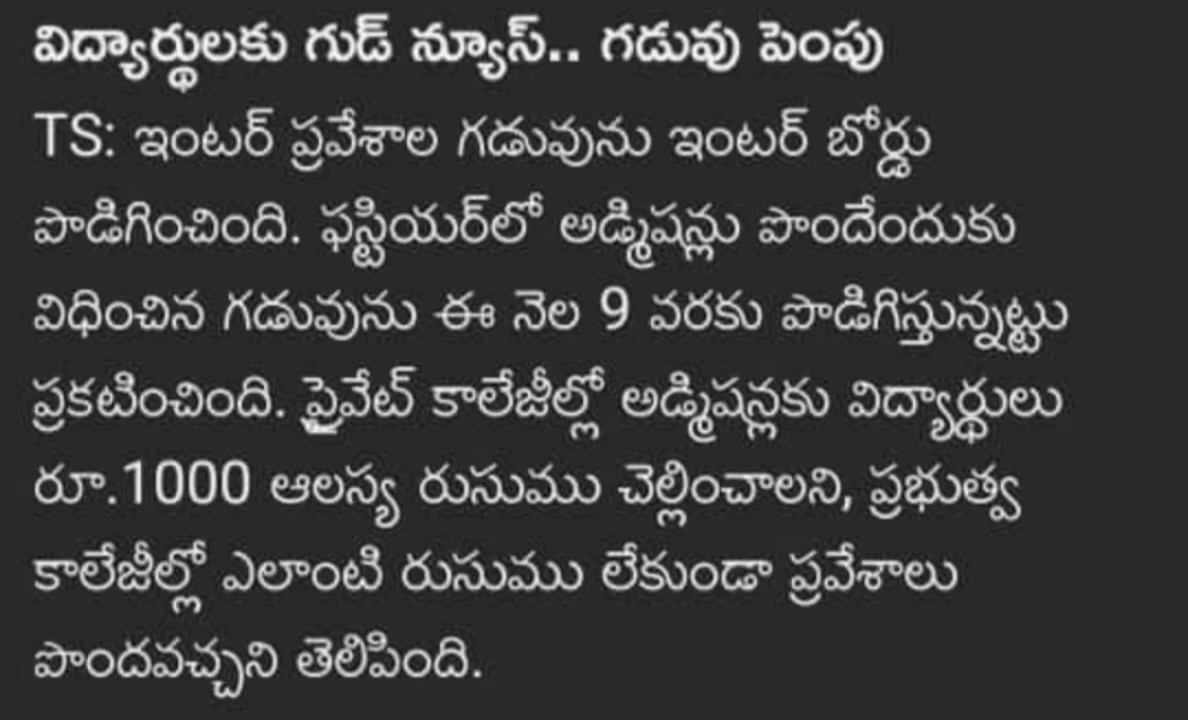 విద్యార్థులకు గుడ్ న్యూస్.. గడువు పెంపు
TS: ఇంటర్ ప్రవేశాల గడువును ఇంటర్ బోర్డు
పొడిగించింది. ఫస్టియర్‌లో అడ్మిషన్లు పొందేందుకు
విధించిన గడువును ఈ నెల 9 వరకు పొడిగిస్తున్నట్టు
ప్రకటించింది. ప్రైవేట్ కాలేజీల్లో అడ్మిషన్లకు విద్యార్థులు
రూ.1000 ఆలస్య రుసుము చెల్లించాలని, ప్రభుత్వ
కాలేజీల్లో ఎలాంటి రుసుము లేకుండా ప్రవేశాలు
పొందవచ్చని తెలిపింది.